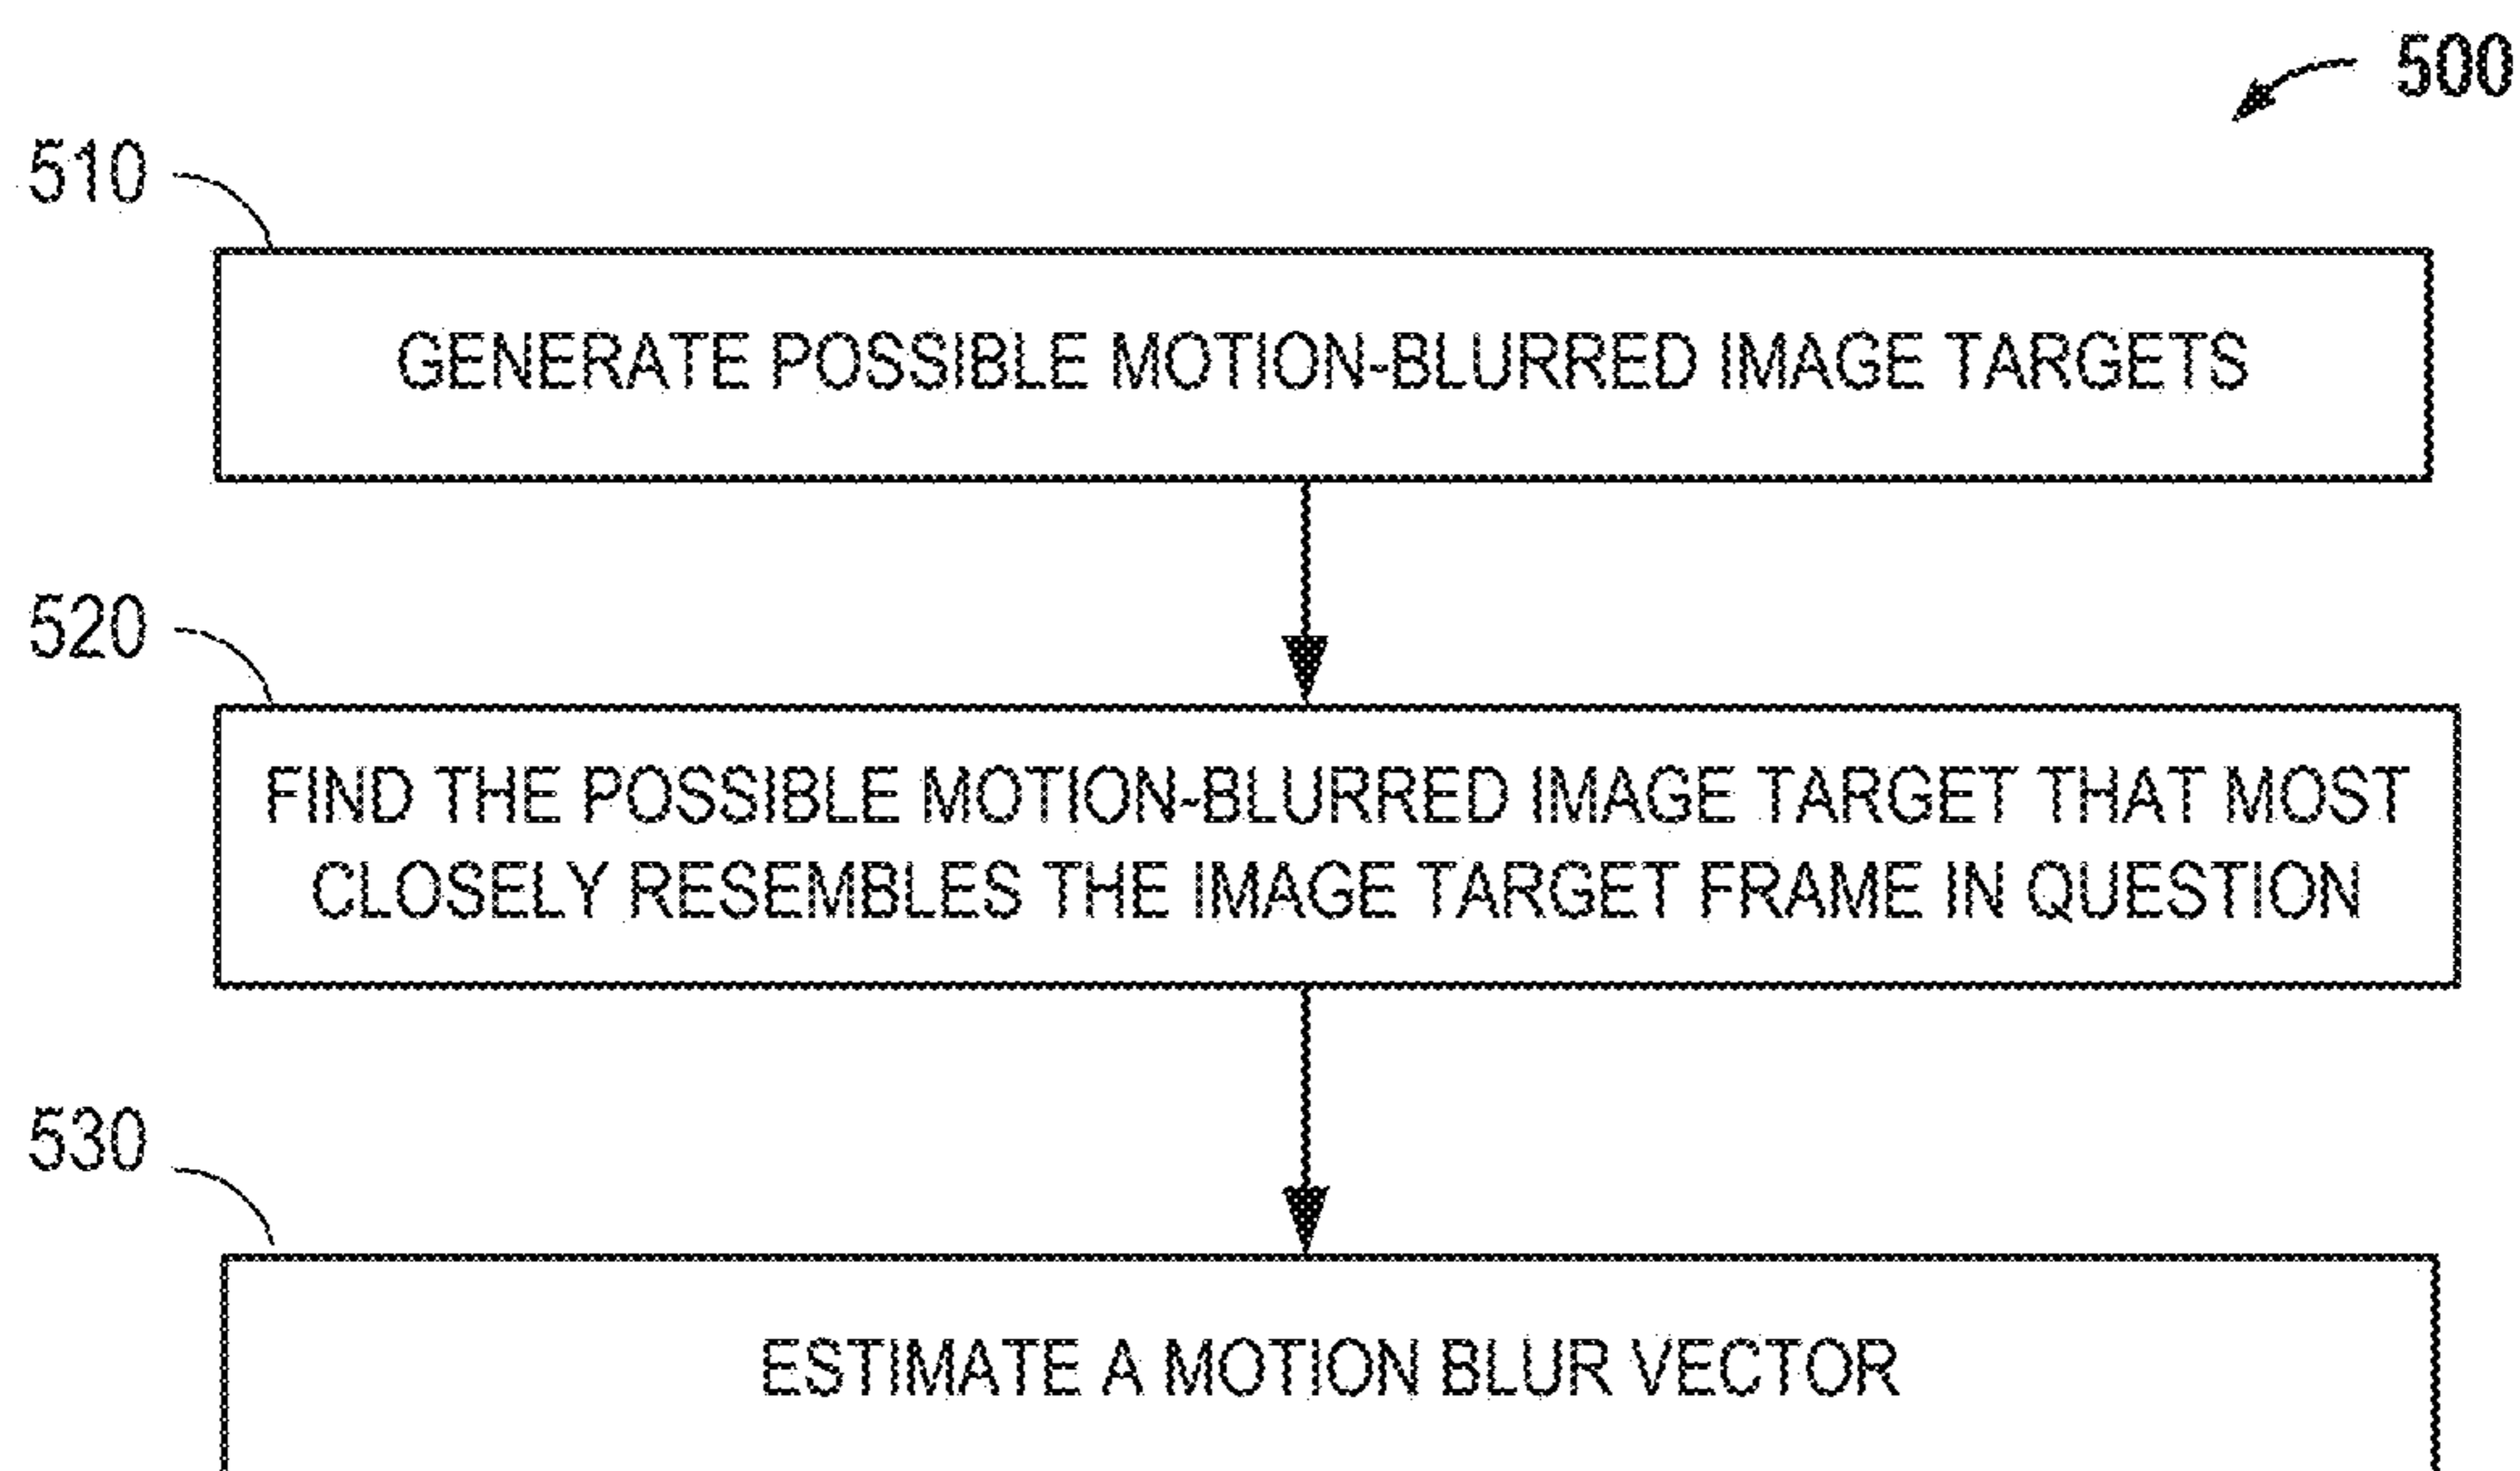 500
510
GENERATE POSSIBLE MOTION-BLURRED IMAGE TARGETS
520
FIND THE POSSIBLE MOTION-BLURRED IMAGE TARGET THAT MOST
CLOSELY RESEMBLES THE IMAGE TARGET FRAME IN QUESTION
530
ESTIMATE A MOTION BLUR VECTOR